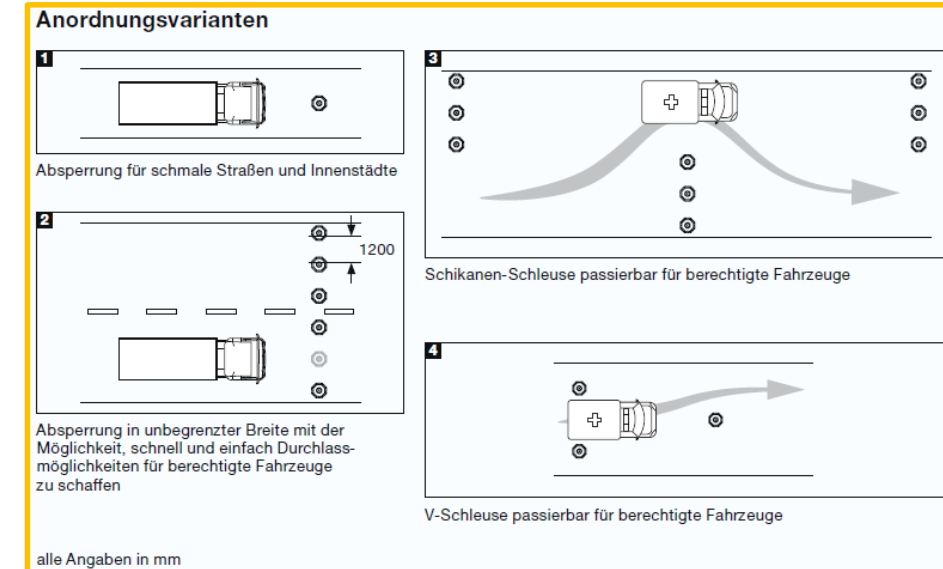 Anordnungsvarianten
1
Absperrung für schmale Straßen und Innenstädte
2
1200
Absperrung in unbegrenzter Breite mit der
Möglichkeit, schnell und einfach Durchlass-
möglichkeiten für berechtigte Fahrzeuge
zu schaffen
3
Schikanen-Schleuse passierbar für berechtigte Fahrzeuge
4
V-Schleuse passierbar für berechtigte Fahrzeuge
alle Angaben in mm